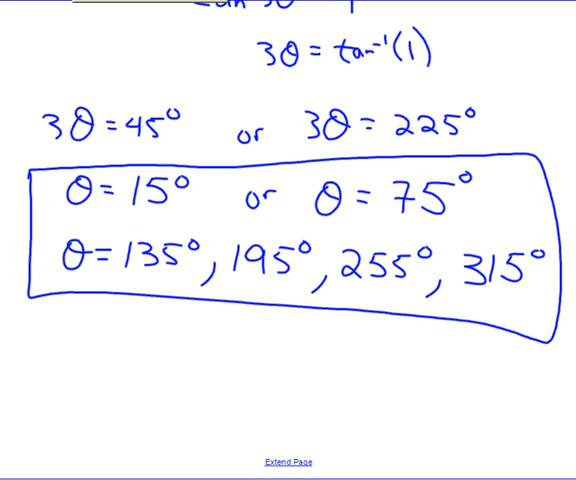 3θ = tan⁻¹(1)
3θ = 45° or 3θ = 225°
θ = 15° or θ = 75°
θ = 135°, 195°, 255°, 315°
Extend Page